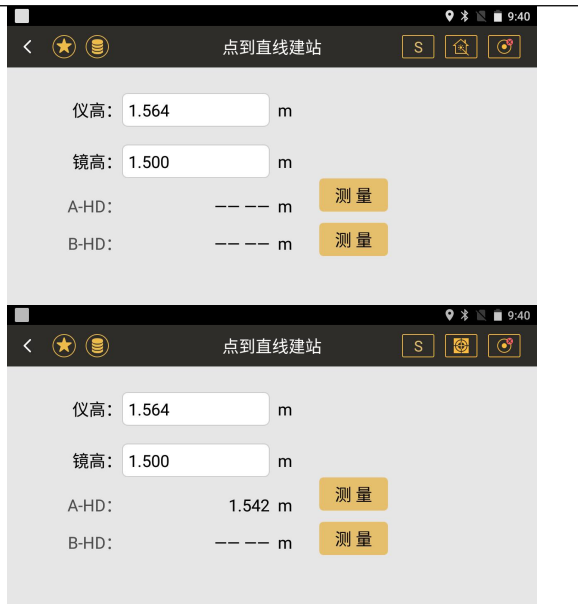 9:40
点到直线建站 S
仪高： 1.564 m
镜高： 1.500 m
A-HD： —— —— m 测量
B-HD： —— —— m 测量
9:40
点到直线建站 S
仪高： 1.564 m
镜高： 1.500 m
A-HD： 1.542 m 测量
B-HD： —— —— m 测量